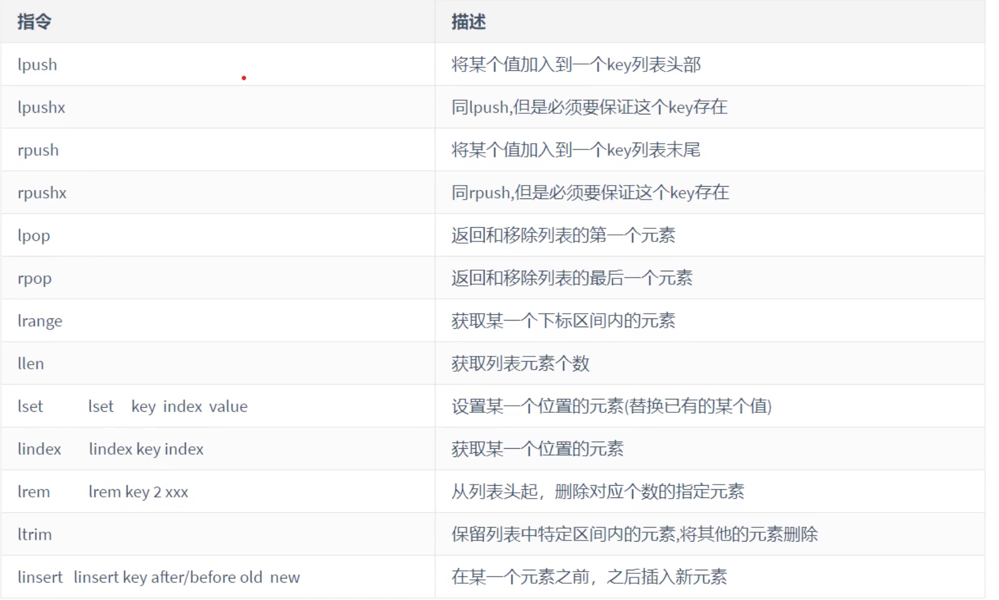 指令 描述
lpush 将某个值加入到一个key列表头部
lpushx 同lpush,但是必须要保证这个key存在
rpush 将某个值加入到一个key列表末尾
rpushx 同rpush,但是必须要保证这个key存在
lpop 返回和移除列表的第一个元素
rpop 返回和移除列表的最后一个元素
lrange 获取某一个下标区间内的元素
llen 获取列表元素个数
lset lset key index value 设置某一个位置的元素(替换已有的某个值)
lindex lindex key index 获取某一个位置的元素
lrem lrem key 2 xxx 从列表头起，删除对应个数的指定元素
ltrim 保留列表中特定区间内的元素,将其他的元素删除
linsert linsert key after/before old new 在某一个元素之前，之后插入新元素